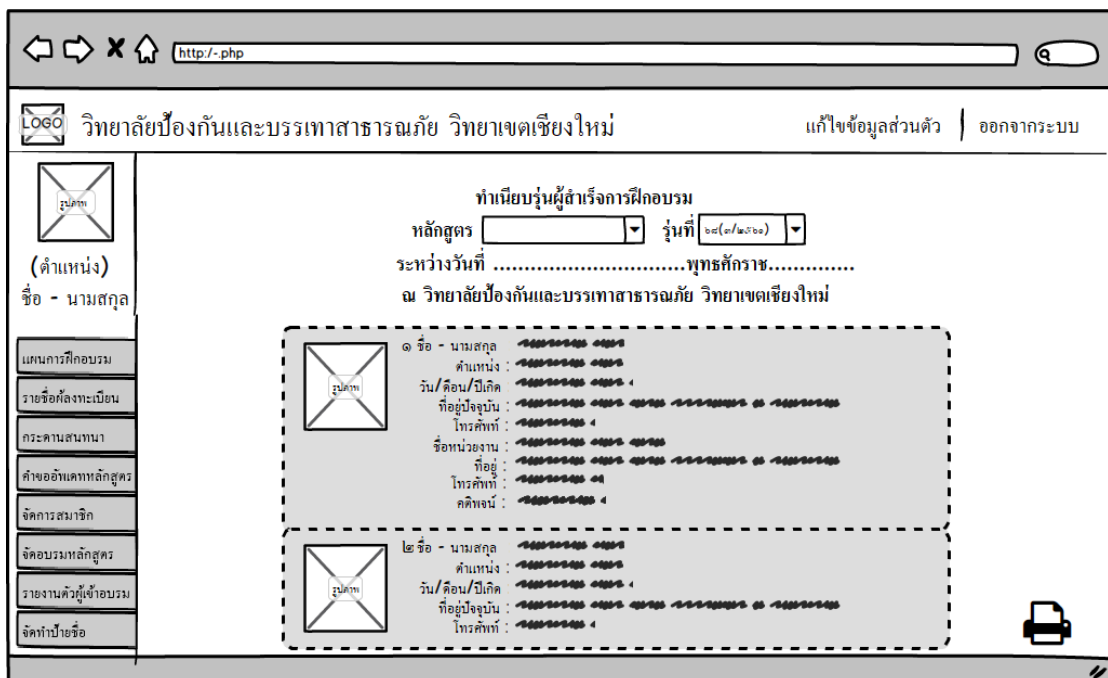 http:/-.php
LOGO วิทยาลัยป้องกันและบรรเทาสาธารณภัย วิทยาเขตเชียงใหม่ แก้ไขข้อมูลส่วนตัว ออกจากระบบ
รูปภาพ
(ตำแหน่ง)
ชื่อ - นามสกุล
แผนการฝึกอบรม
รายชื่อผู้ลงทะเบียน
กระดานสนทนา
คำขออัพเดทหลักสูตร
จัดการสมาชิก
จัดอบรมหลักสูตร
รายงานตัวผู้เข้าอบรม
จัดทำป้ายชื่อ
ทำเนียบรุ่นผู้สำเร็จการฝึกอบรม
หลักสูตร รุ่นที่ ๖๘(๓/๒๕๖๐)
ระหว่างวันที่ ..............................พุทธศักราช..............
ณ วิทยาลัยป้องกันและบรรเทาสาธารณภัย วิทยาเขตเชียงใหม่
รูปภาพ
๑ ชื่อ - นามสกุล
ตำแหน่ง :
วัน/ดือน/ปีเกิด
ที่อยู่ปัจจุบัน :
โทรศัพท์ :
ชื่อหน่วยงาน :
ที่อยู่ :
โทรศัพท์ :
คติพจน์ :
รูปภาพ
๒ ชื่อ - นามสกุล
ตำแหน่ง :
วัน/ดือน/ปีเกิด
ที่อยู่ปัจจุบัน :
โทรศัพท์ :